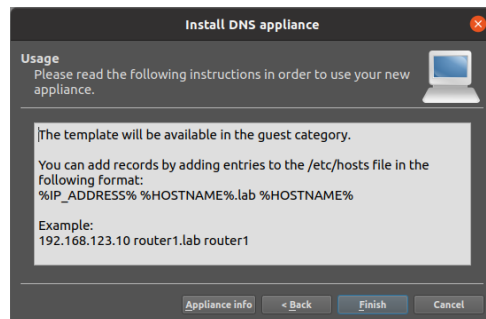 Install DNS appliance
Usage
Please read the following instructions in order to use your new
appliance.
The template will be available in the guest category.
You can add records by adding entries to the /etc/hosts file in the
following format:
%IP_ADDRESS% %HOSTNAME%.lab %HOSTNAME%
Example:
192.168.123.10 router1.lab router1
Appliance info < Back Finish Cancel